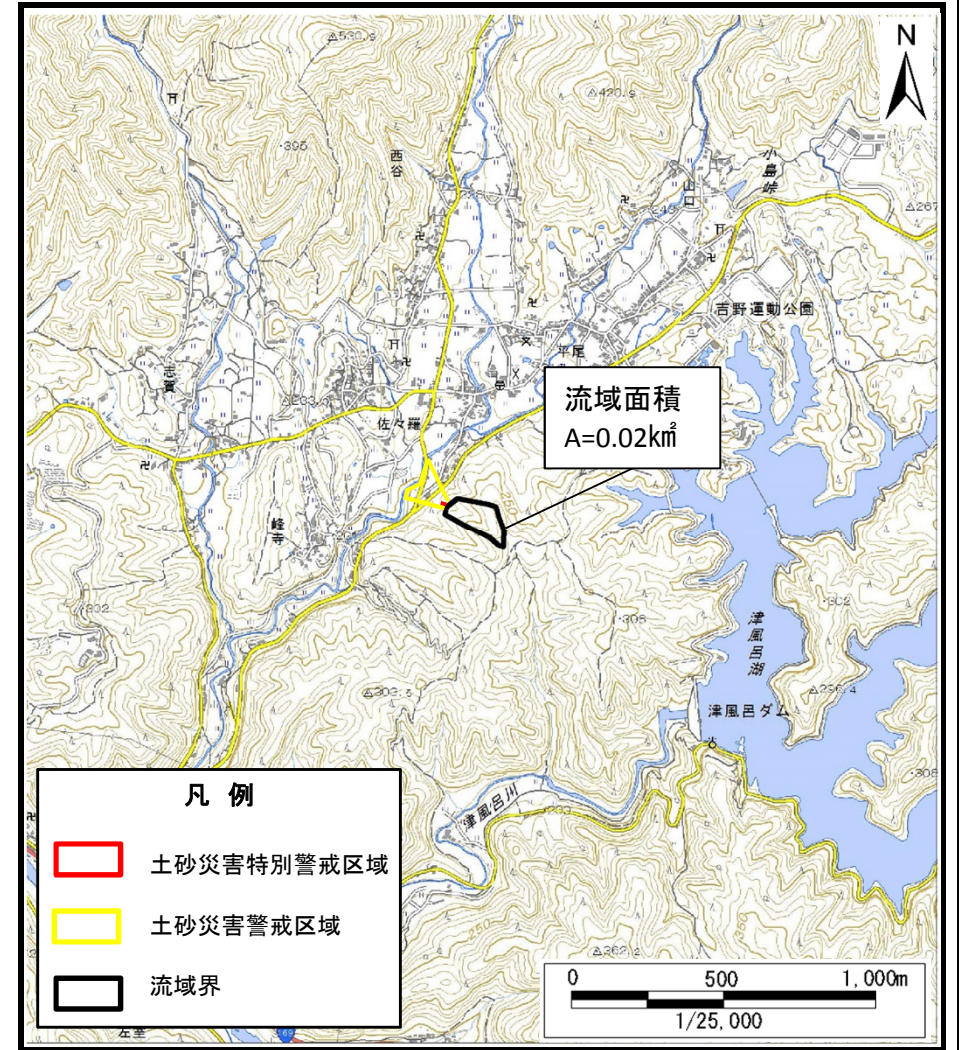 N
△530.9
△420.9
・395
西谷
山口
小島峠
△267
吉野運動公園
平尾
志賀
△233.
佐々羅
流域面積
A=0.02k㎡
峰寺
・302
・308
・302
津風呂湖
△303.5
△296.4
津風呂ダム
・308
津風呂川
250
△362.2
凡 例
土砂災害特別警戒区域
土砂災害警戒区域
流域界
0 500 1,000m
1/25,000
169